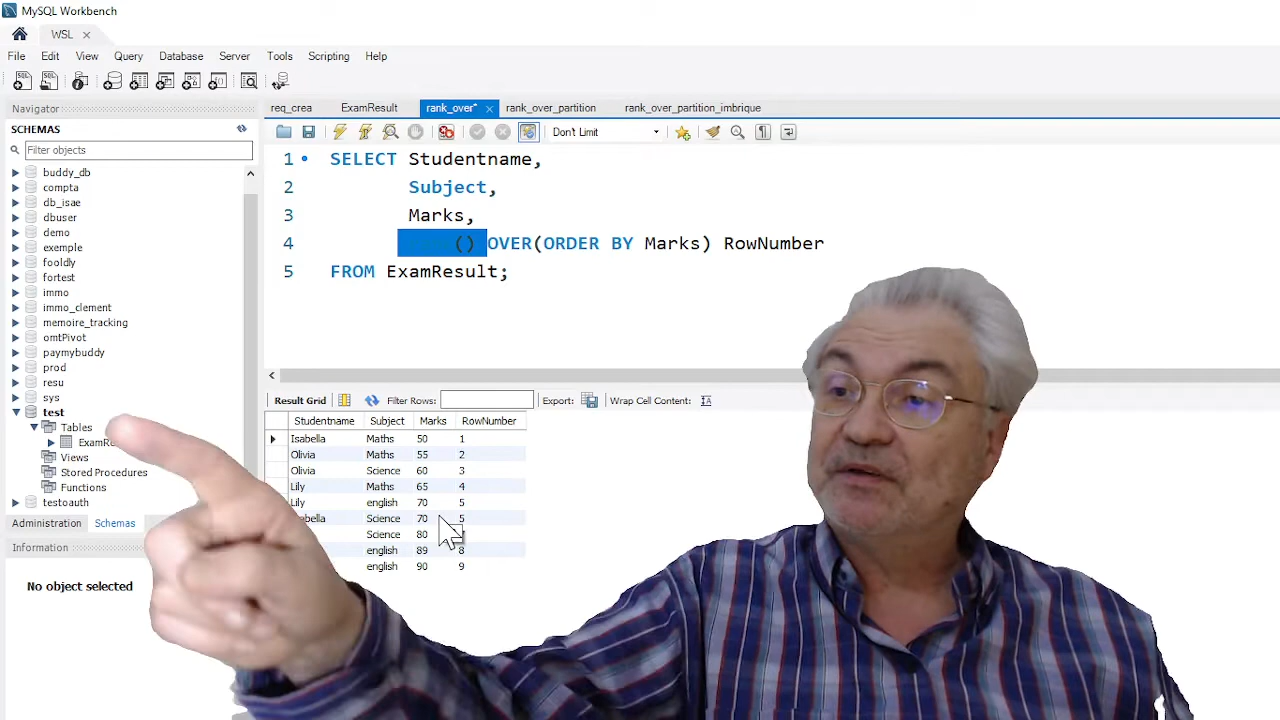 MySQL Workbench
WSL
File Edit View Query Database Server Tools Scripting Help
Navigator
SCHEMAS
Filter objects
buddy_db
compta
db_isae
dbuser
demo
exemple
fooldy
fortest
immo
immo_clement
memoire_tracking
omtPivot
paymybuddy
prod
resu
sys
test
Tables
Views
Stored Procedures
Functions
testoauth
Administration Schemas
Information
No object selected
req_crea ExamResult rank_over* rank_over_partition rank_over_partition_imbrique
Don't Limit
1 SELECT Studentname,
2 Subject,
3 Marks,
4 () OVER(ORDER BY Marks) RowNumber
5 FROM ExamResult;
Result Grid Filter Rows: Export: Wrap Cell Content:
Studentname Subject Marks RowNumber
Isabella Maths 50 1
Olivia Maths 55 2
Olivia Science 60 3
Lily Maths 65 4
Lily english 70 5
Science 70 5
Science 80
english 89 8
english 90 9